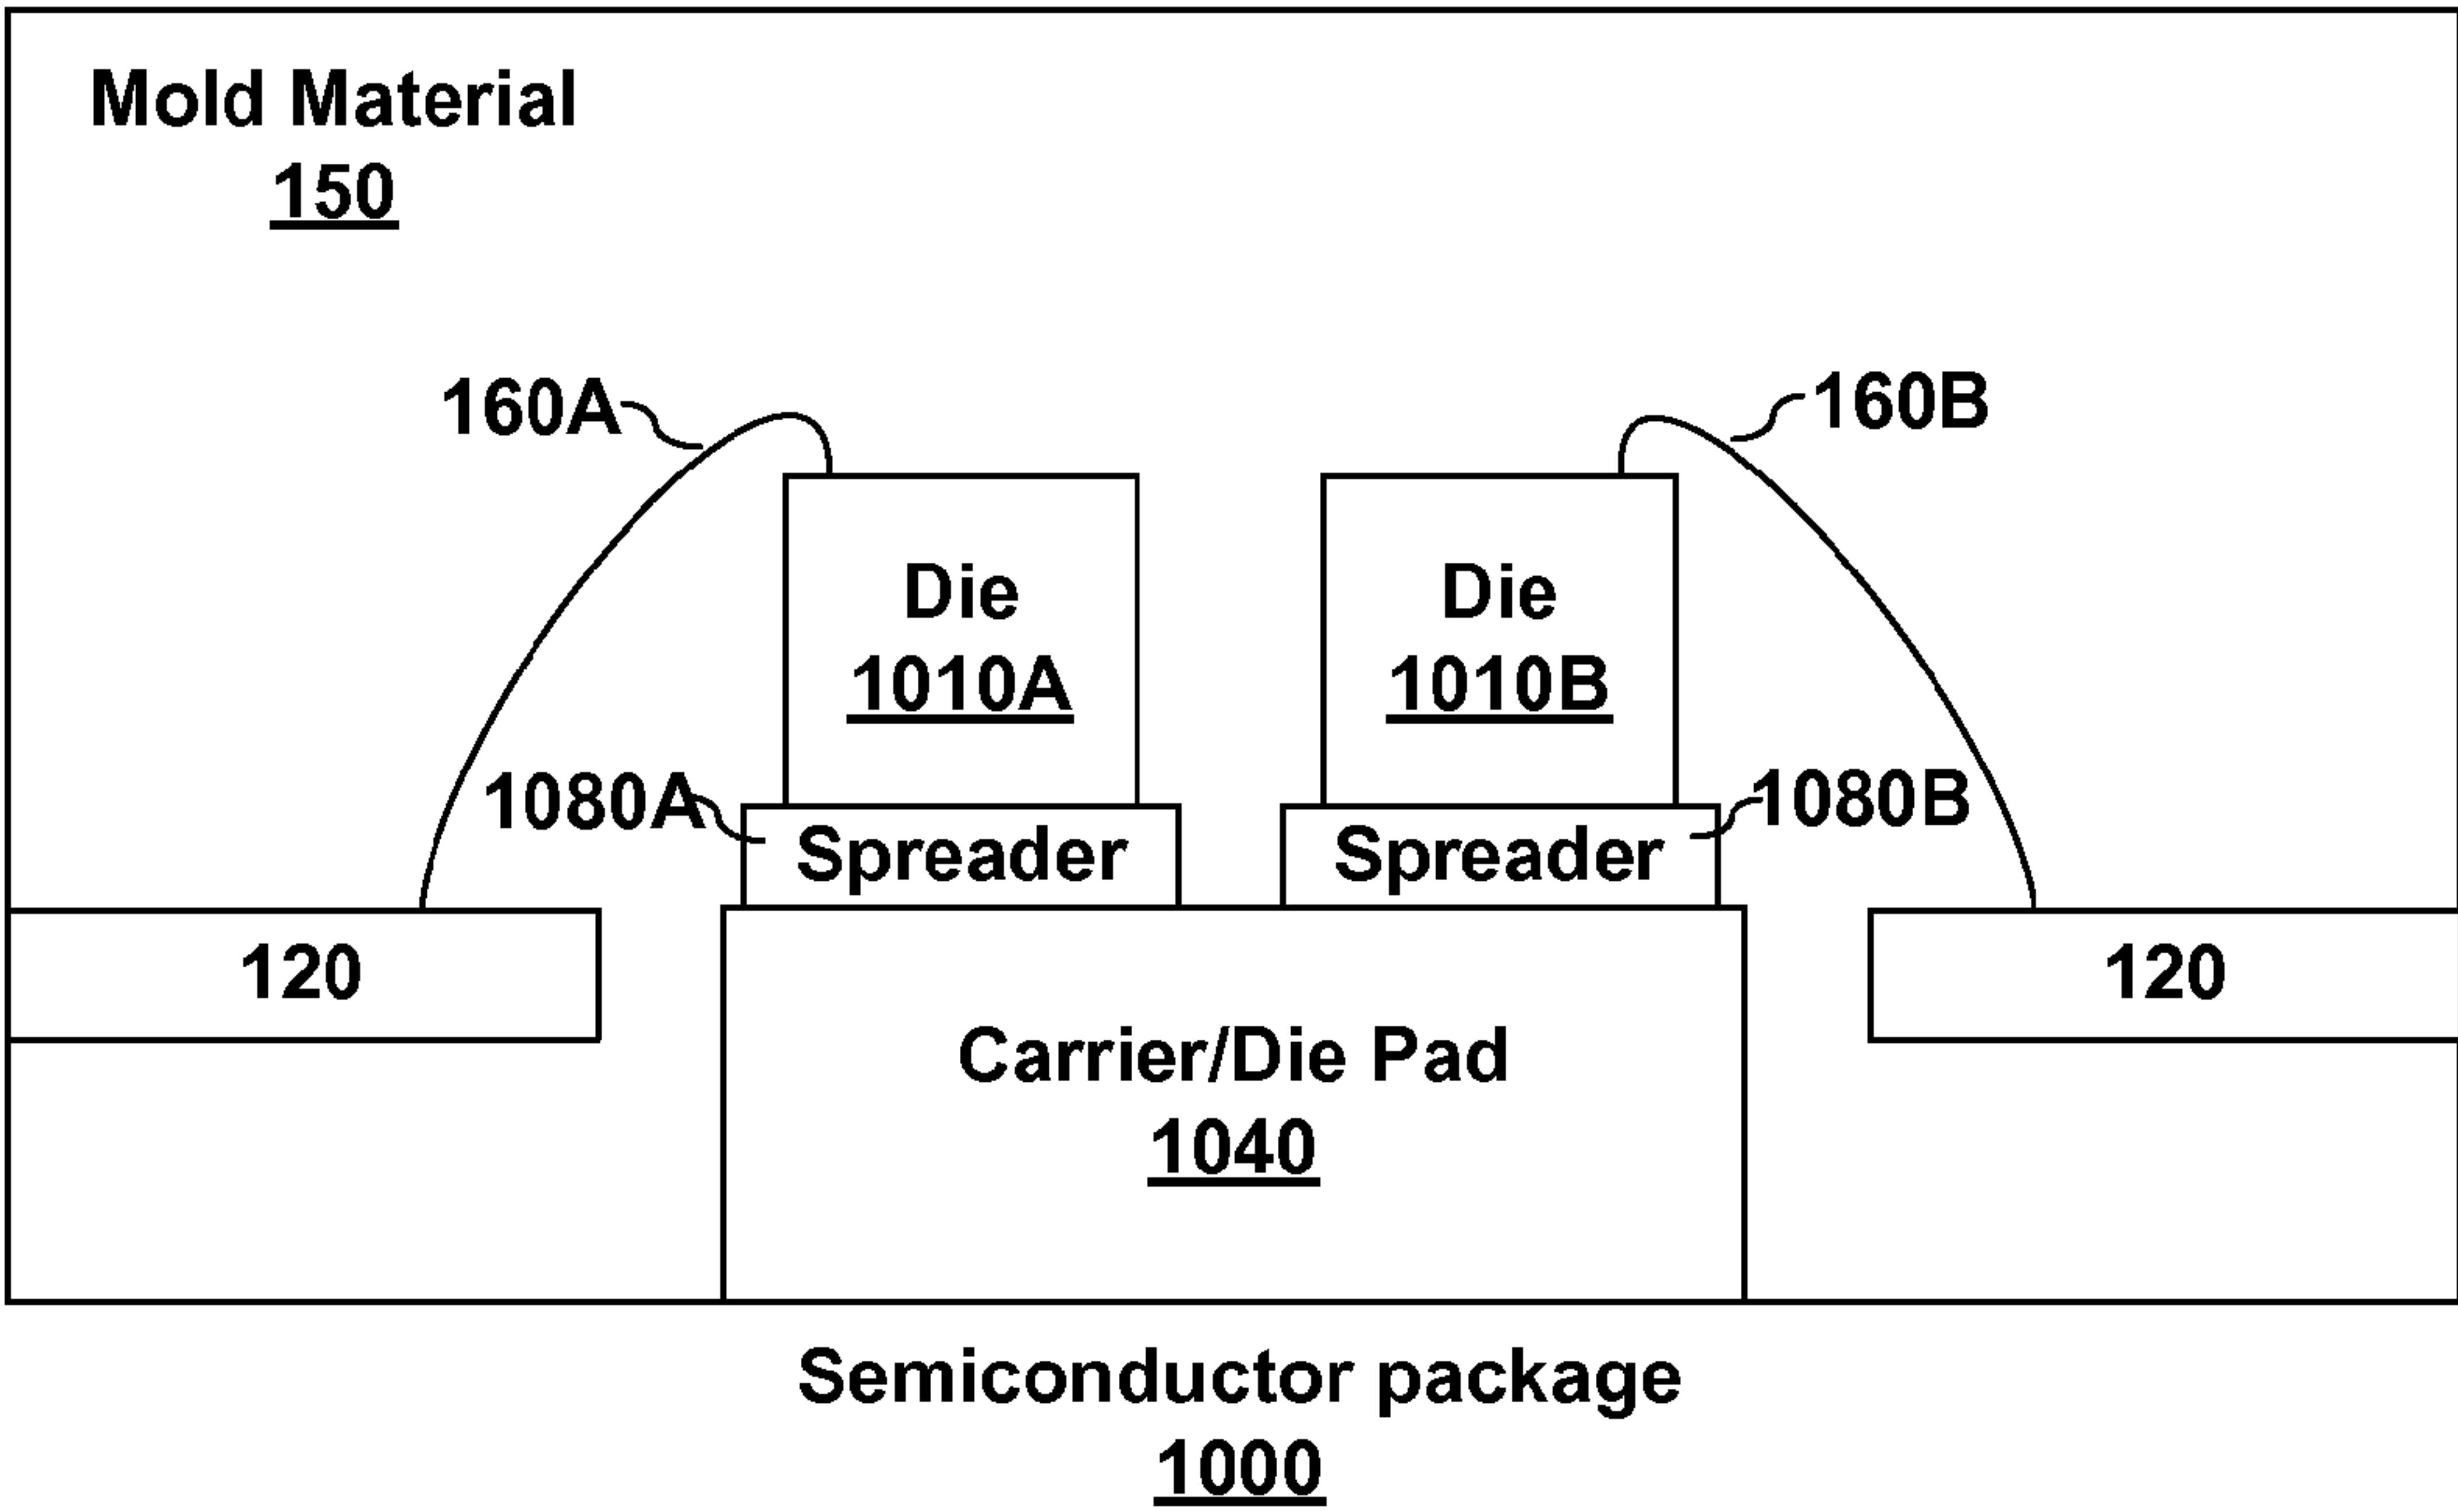 Mold Material
150
160A
160B
Die
1010A
Die
1010B
1080A
Spreader
Spreader
1080B
120
120
Carrier/Die Pad
1040
Semiconductor package
1000